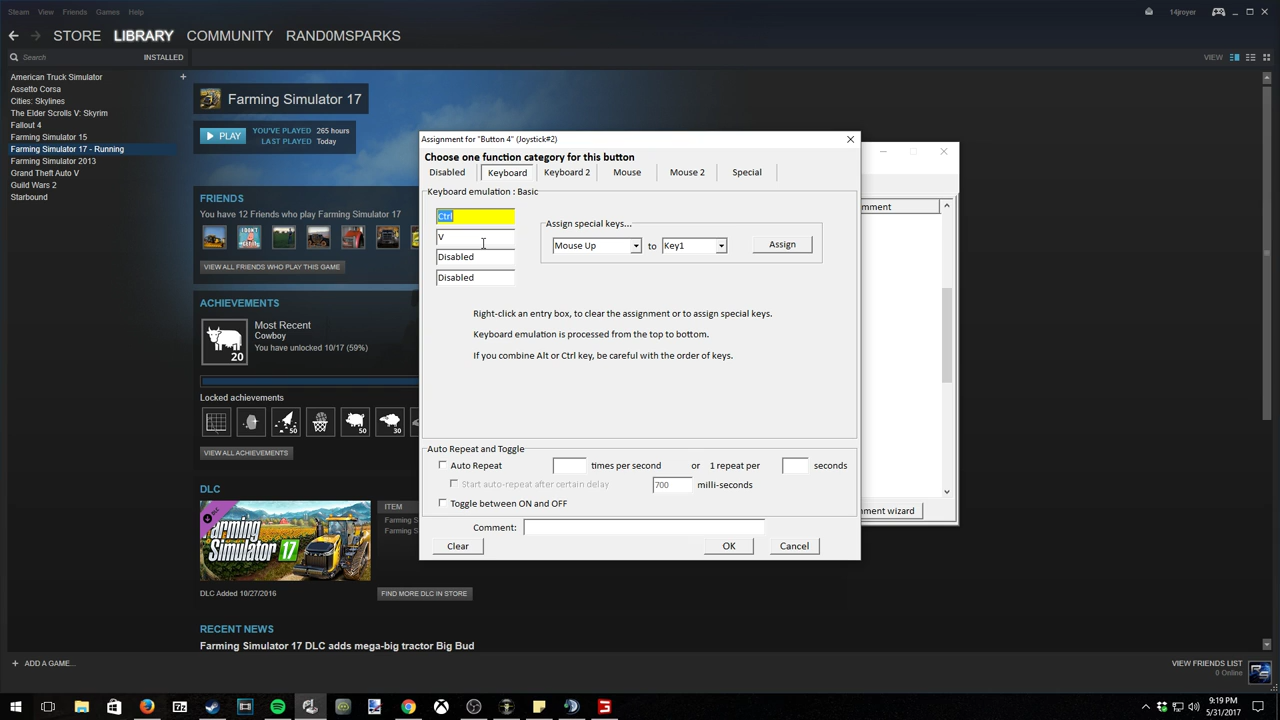 Steam View Friends Games Help 14jroyer
STORE LIBRARY COMMUNITY RAND0MSPARKS
Search INSTALLED VIEW
American Truck Simulator
Assetto Corsa
Cities: Skylines
The Elder Scrolls V: Skyrim
Fallout 4
Farming Simulator 15
Farming Simulator 17 - Running
Farming Simulator 2013
Grand Theft Auto V
Guild Wars 2
Starbound
Farming Simulator 17
PLAY YOU'VE PLAYED 265 hours
LAST PLAYED Today
FRIENDS
You have 12 Friends who play Farming Simulator 17
VIEW ALL FRIENDS WHO PLAY THIS GAME
ACHIEVEMENTS
Most Recent
Cowboy
You have unlocked 10/17 (59%)
20
Locked achievements
50 50 30
VIEW ALL ACHIEVEMENTS
DLC
ITEM
Farming S
Farming S
DLC
FARMING
SIMULATOR 17
DLC Added 10/27/2016
FIND MORE DLC IN STORE
RECENT NEWS
Farming Simulator 17 DLC adds mega-big tractor Big Bud
Assignment for "Button 4" (Joystick#2)
Choose one function category for this button
Disabled Keyboard Keyboard 2 Mouse Mouse 2 Special
Keyboard emulation : Basic
Ctrl
V
Disabled
Disabled
Assign special keys...
Mouse Up to Key1 Assign
Right-click an entry box, to clear the assignment or to assign special keys.
Keyboard emulation is processed from the top to bottom.
If you combine Alt or Ctrl key, be careful with the order of keys.
Auto Repeat and Toggle
Auto Repeat times per second or 1 repeat per seconds
Start auto-repeat after certain delay 700 milli-seconds
Toggle between ON and OFF
Comment:
Clear OK Cancel
mment
nment wizard
+ ADD A GAME...
VIEW FRIENDS LIST
0 Online
9:19 PM
5/31/2017